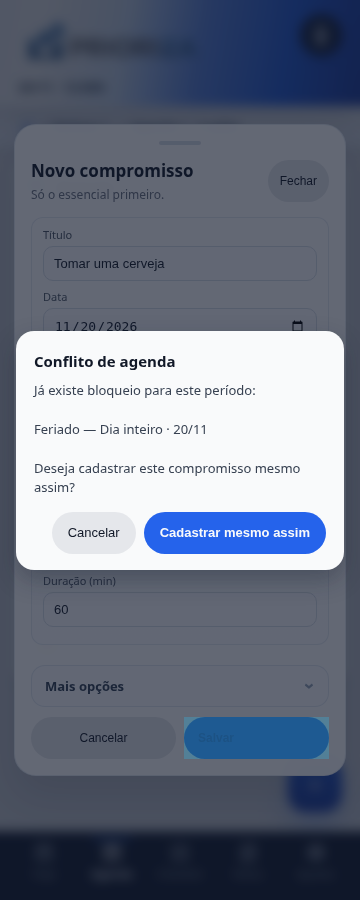 Novo compromisso
Só o essencial primeiro.
Fechar
Título
Tomar uma cerveja
Data
11/20/2026
Conflito de agenda
Já existe bloqueio para este período:
Feriado — Dia inteiro · 20/11
Deseja cadastrar este compromisso mesmo
assim?
Cancelar
Cadastrar mesmo assim
Duração (min)
60
Mais opções
Cancelar
Salvar